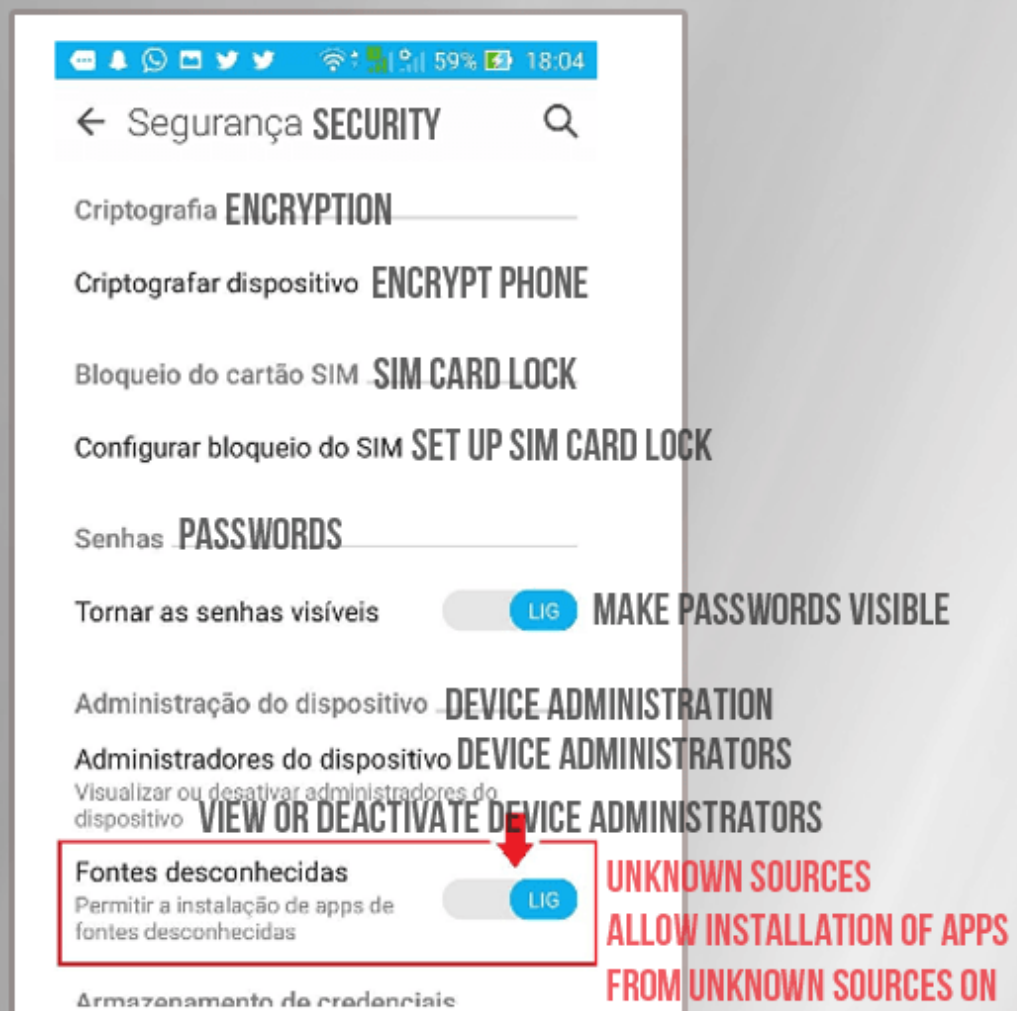 59% 18:04
Segurança SECURITY
Criptografia ENCRYPTION
Criptografar dispositivo ENCRYPT PHONE
Bloqueio do cartão SIM SIM CARD LOCK
Configurar bloqueio do SIM SET UP SIM CARD LOCK
Senhas PASSWORDS
Tornar as senhas visíveis LIG MAKE PASSWORDS VISIBLE
Administração do dispositivo DEVICE ADMINISTRATION
Administradores do dispositivo DEVICE ADMINISTRATORS
Visualizar ou desativar administradores do
dispositivo VIEW OR DEACTIVATE DEVICE ADMINISTRATORS
Fontes desconhecidas LIG UNKNOWN SOURCES
Permitir a instalação de apps de ALLOW INSTALLATION OF APPS
fontes desconhecidas FROM UNKNOWN SOURCES ON
Armazenamento de credenciais